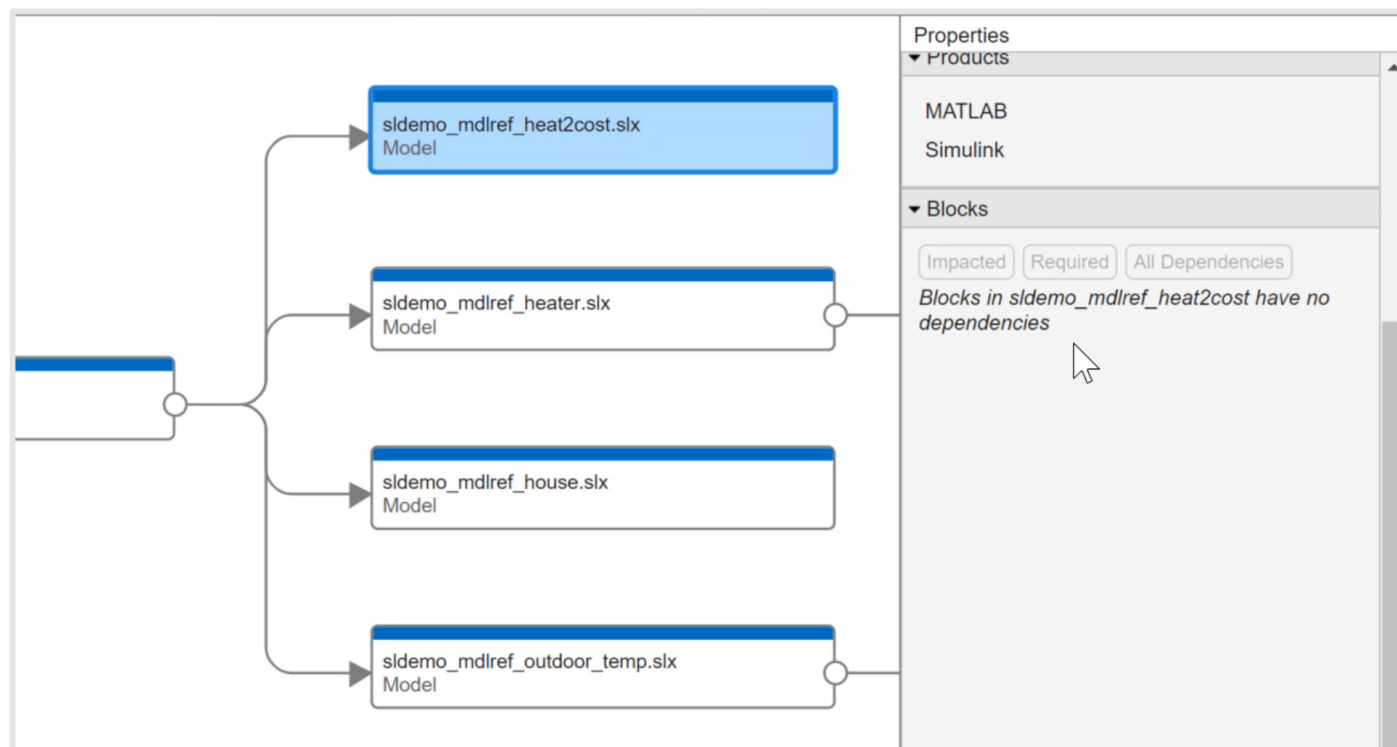 Properties
Products
MATLAB
Simulink
Blocks
Impacted Required All Dependencies
Blocks in sldemo_mdlref_heat2cost have no
dependencies
sldemo_mdlref_heat2cost.slx
Model
sldemo_mdlref_heater.slx
Model
sldemo_mdlref_house.slx
Model
sldemo_mdlref_outdoor_temp.slx
Model